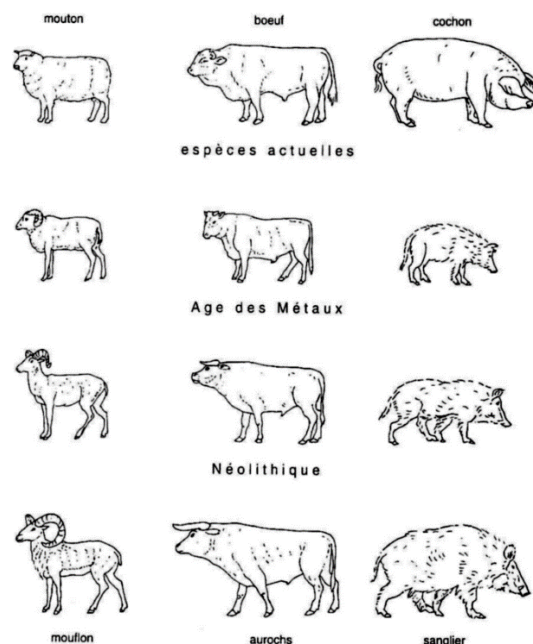 mouton boeuf cochon
espèces actuelles
Age des Métaux
Néolithique
mouflon aurochs sanglier